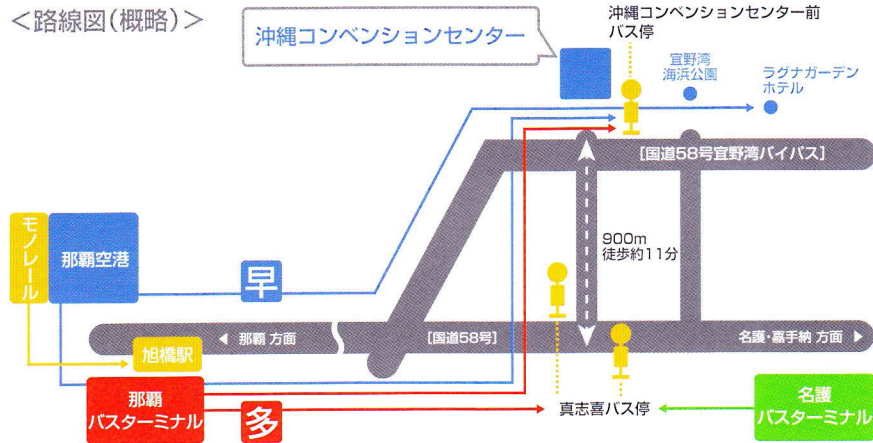 ＜路線図(概略)＞
沖縄コンベンションセンター
沖縄コンベンションセンター前
バス停
宜野湾
海浜公園
ラグナガーデン
ホテル
[国道58号宜野湾バイパス]
モノレール
那覇空港
早
900m
徒歩約11分
旭橋駅
◀ 那覇 方面
[国道58号]
名護・嘉手納 方面 ▶
那覇
バスターミナル
多
真志喜バス停
名護
バスターミナル